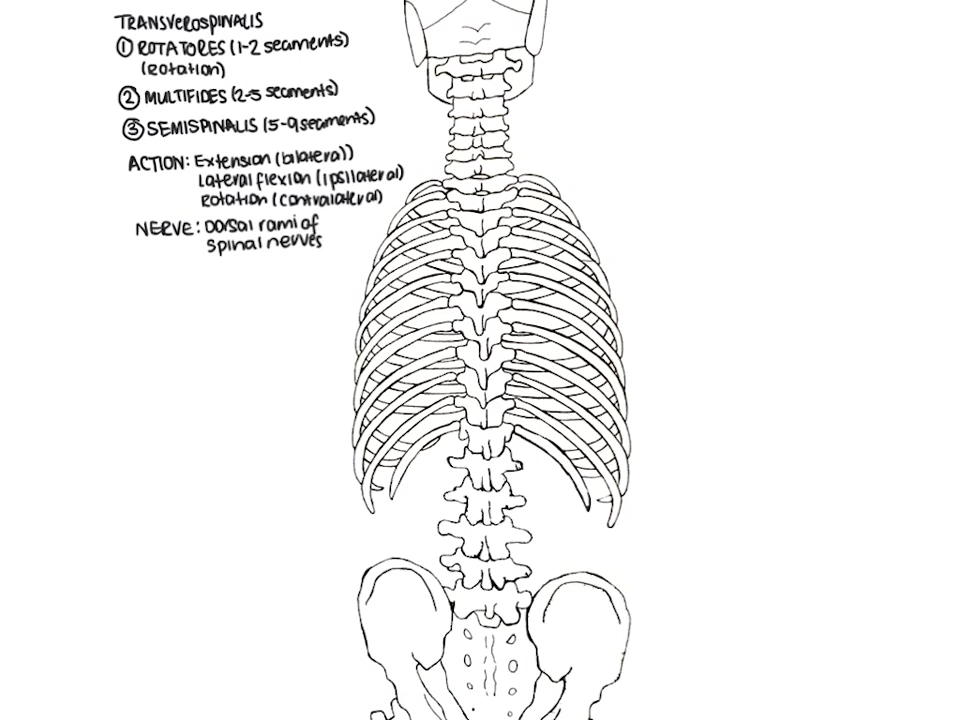 TRANSVEROSPINALIS
① ROTATORES (1-2 segments)
(rotation)
② MULTIFIDES (2-5 segments)
③ SEMISPINALIS (5-9 segments)
ACTION: Extension (bilateral)
Lateral flexion (ipsilateral)
Rotation (contralateral)
NERVE: Dorsal rami of
spinal nerves